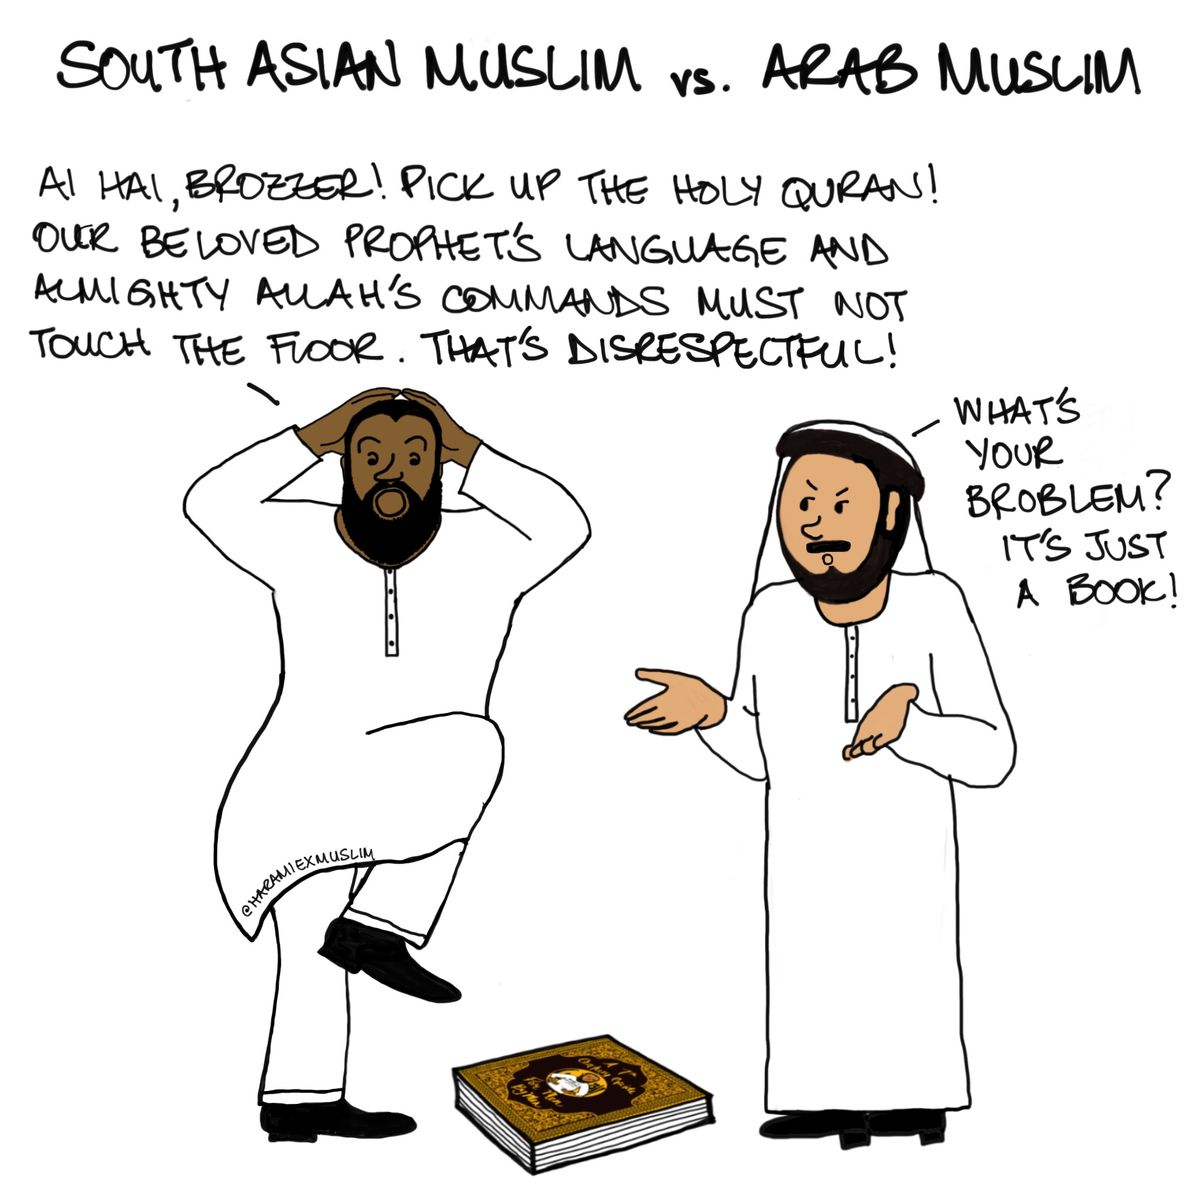 SOUTH ASIAN MUSLIM vs. ARAB MUSLIM
AI HAI, BROZZER! PICK UP THE HOLY QURAN!
OUR BELOVED PROPHET'S LANGUAGE AND
ALMIGHTY ALLAH'S COMMANDS MUST NOT
TOUCH THE FLOOR. THAT'S DISRESPECTFUL!
WHAT'S
YOUR
BROBLEM?
IT'S JUST
A BOOK!
@HARAMIEXMUSLIM